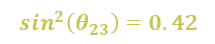 sin²(θ₂₃) = 0.42